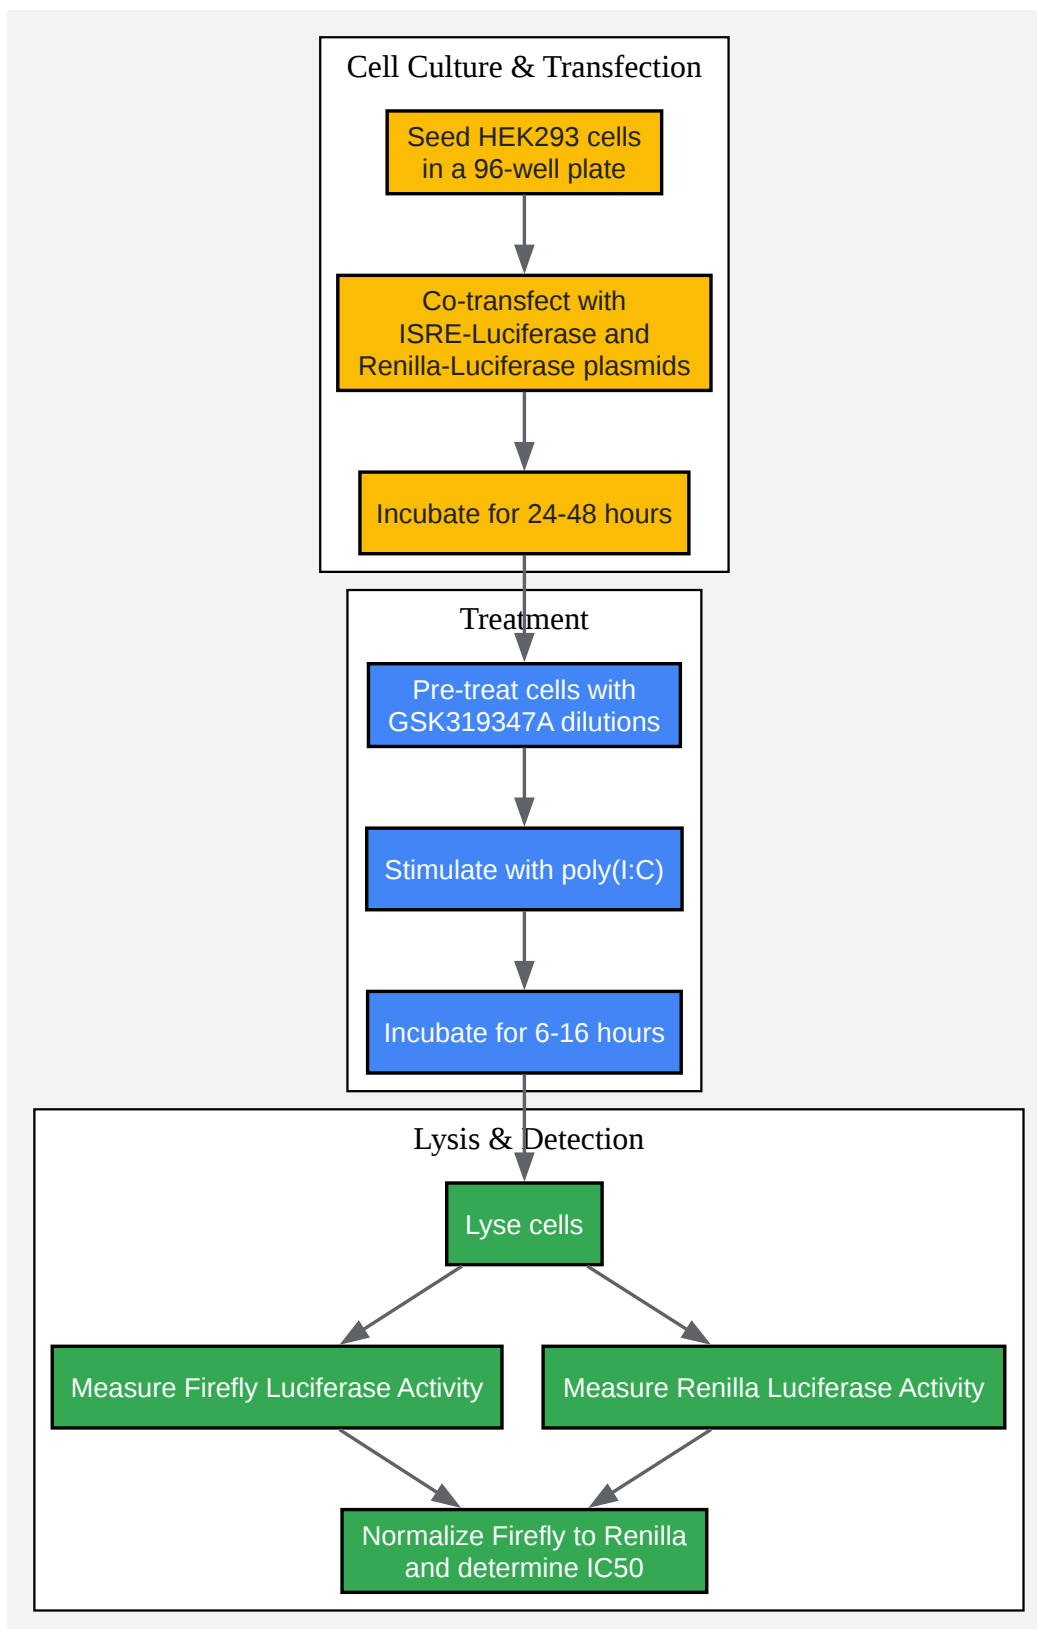 Cell Culture & Transfection
Seed HEK293 cells
in a 96-well plate
Co-transfect with
ISRE-Luciferase and
Renilla-Luciferase plasmids
Incubate for 24-48 hours
Treatment
Pre-treat cells with
GSK319347A dilutions
Stimulate with poly(I:C)
Incubate for 6-16 hours
Lysis & Detection
Lyse cells
Measure Firefly Luciferase Activity
Measure Renilla Luciferase Activity
Normalize Firefly to Renilla
and determine IC50